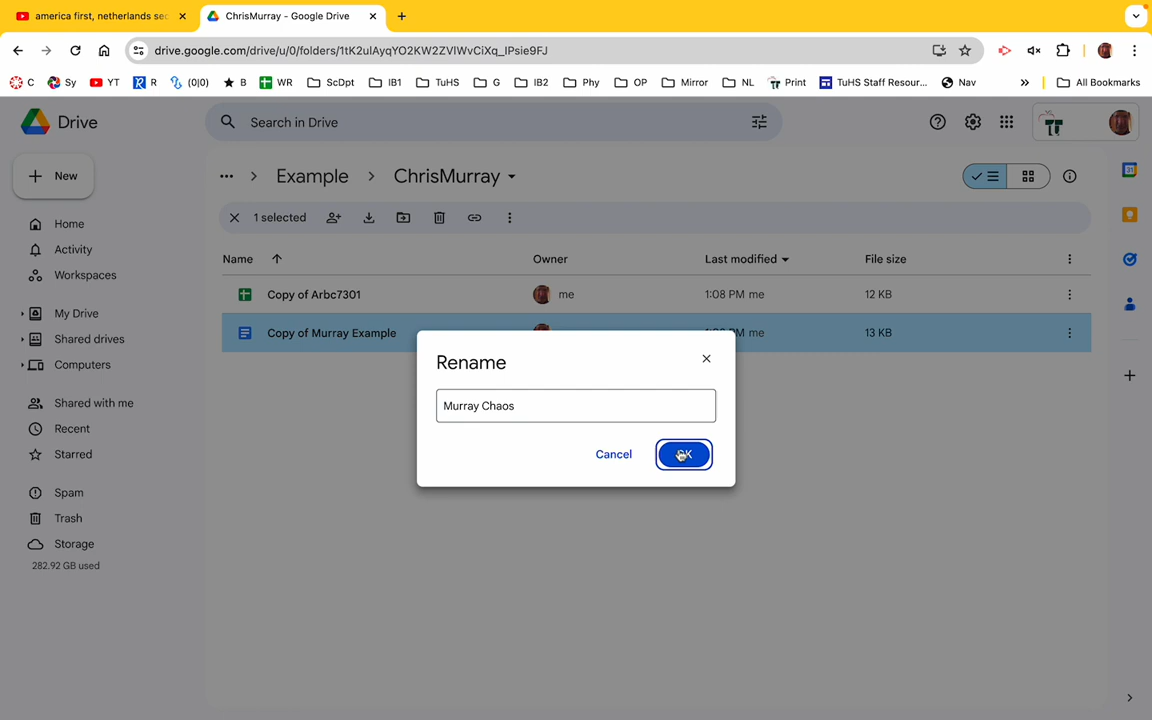 america first, netherlands sec
ChrisMurray - Google Drive
drive.google.com/drive/u/0/folders/1tK2uIAyqYO2KW2ZVlWvCiXq_IPsie9FJ
C
Sy
YT
R
(0|0)
B
WR
ScDpt
IB1
TuHS
G
IB2
Phy
OP
Mirror
NL
Print
TuHS Staff Resour...
Nav
All Bookmarks
Drive
Search in Drive
New
Example
ChrisMurray
1 selected
Name
Owner
Last modified
File size
Copy of Arbc7301
me
1:08 PM me
12 KB
Copy of Murray Example
PM me
13 KB
Home
Activity
Workspaces
My Drive
Shared drives
Computers
Shared with me
Recent
Starred
Spam
Trash
Storage
282.92 GB used
Rename
Murray Chaos
Cancel